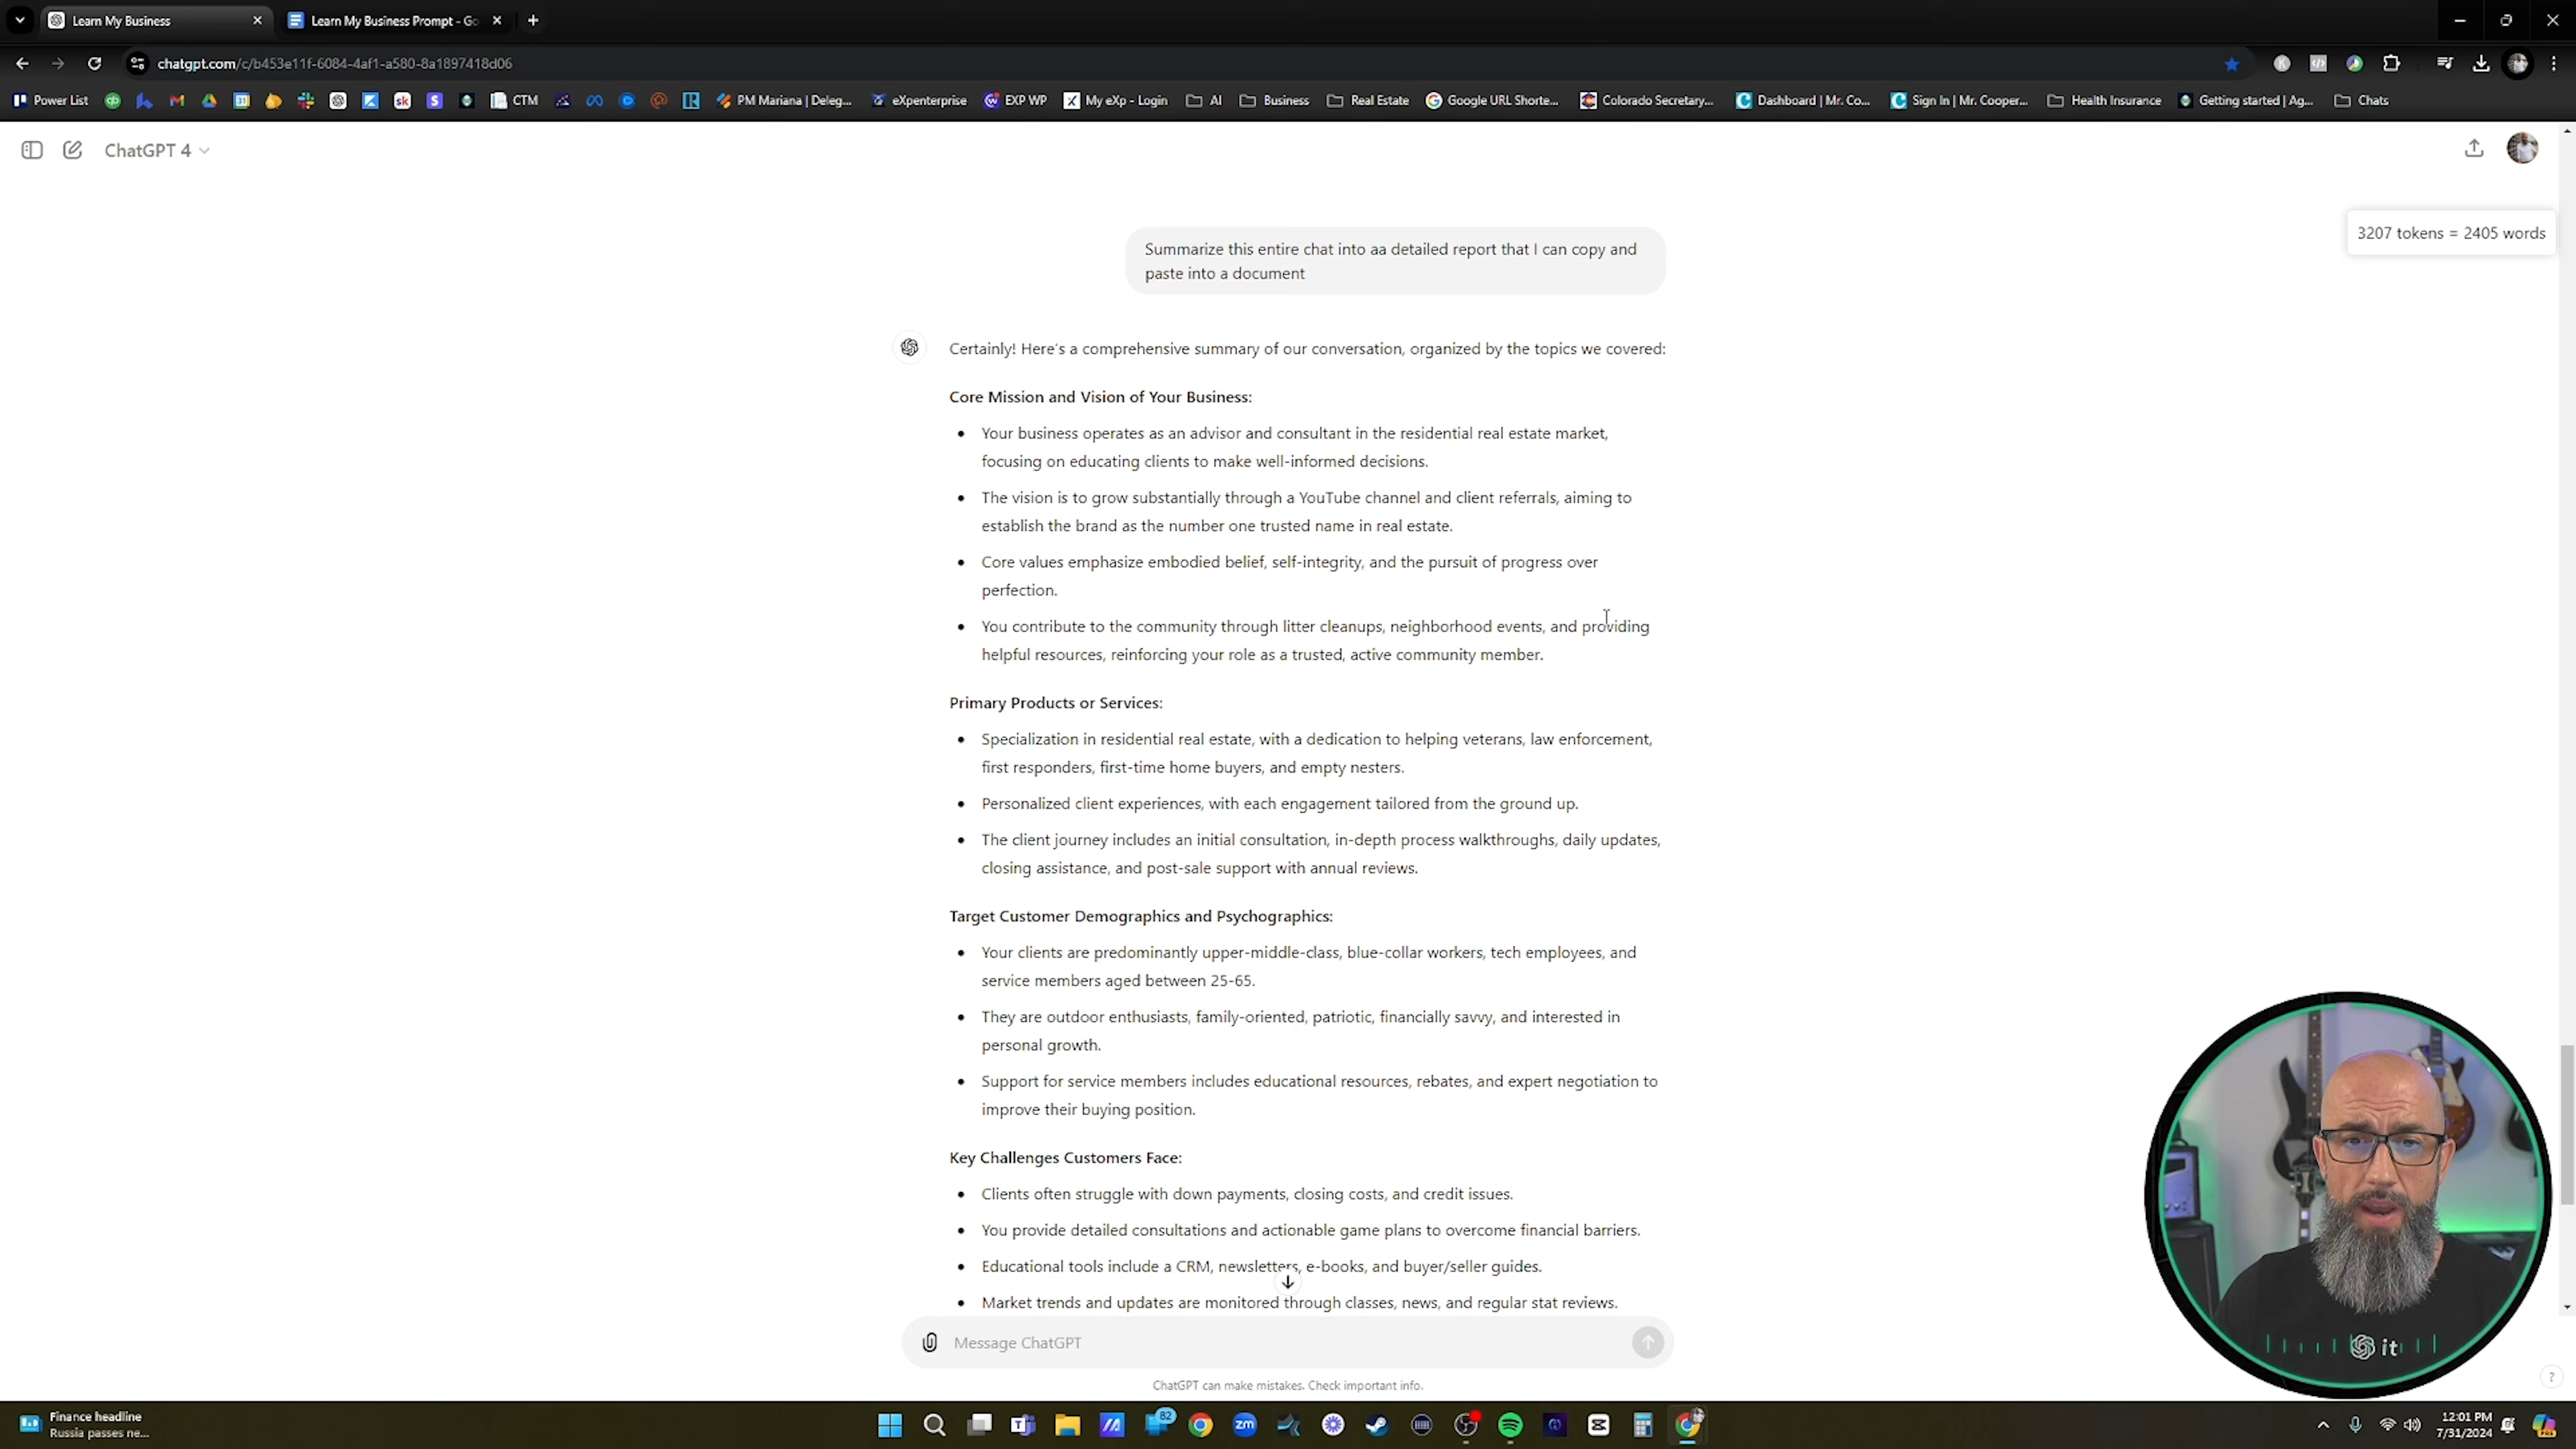 Learn My Business
Learn My Business Prompt - Go
chatgpt.com/c/b453e11f-6084-4af1-a580-8a1897418d06
Power List
CTM
PM Mariana | Deleg...
eXpenterprise
EXP WP
My eXp - Login
AI
Business
Real Estate
Google URL Shorte...
Colorado Secretary...
Dashboard | Mr. Co...
Sign In | Mr. Cooper...
Health Insurance
Getting started | Ag...
Chats
ChatGPT 4
3207 tokens = 2405 words
Summarize this entire chat into aa detailed report that I can copy and
paste into a document
Certainly! Here's a comprehensive summary of our conversation, organized by the topics we covered:
Core Mission and Vision of Your Business:
• Your business operates as an advisor and consultant in the residential real estate market,
focusing on educating clients to make well-informed decisions.
• The vision is to grow substantially through a YouTube channel and client referrals, aiming to
establish the brand as the number one trusted name in real estate.
• Core values emphasize embodied belief, self-integrity, and the pursuit of progress over
perfection.
• You contribute to the community through litter cleanups, neighborhood events, and providing
helpful resources, reinforcing your role as a trusted, active community member.
Primary Products or Services:
• Specialization in residential real estate, with a dedication to helping veterans, law enforcement,
first responders, first-time home buyers, and empty nesters.
• Personalized client experiences, with each engagement tailored from the ground up.
• The client journey includes an initial consultation, in-depth process walkthroughs, daily updates,
closing assistance, and post-sale support with annual reviews.
Target Customer Demographics and Psychographics:
• Your clients are predominantly upper-middle-class, blue-collar workers, tech employees, and
service members aged between 25-65.
• They are outdoor enthusiasts, family-oriented, patriotic, financially savvy, and interested in
personal growth.
• Support for service members includes educational resources, rebates, and expert negotiation to
improve their buying position.
Key Challenges Customers Face:
• Clients often struggle with down payments, closing costs, and credit issues.
• You provide detailed consultations and actionable game plans to overcome financial barriers.
• Educational tools include a CRM, newsletters, e-books, and buyer/seller guides.
• Market trends and updates are monitored through classes, news, and regular stat reviews.
Message ChatGPT
ChatGPT can make mistakes. Check important info.
?
it
Finance headline
Russia passes ne...
82
zm
12:01 PM
7/31/2024